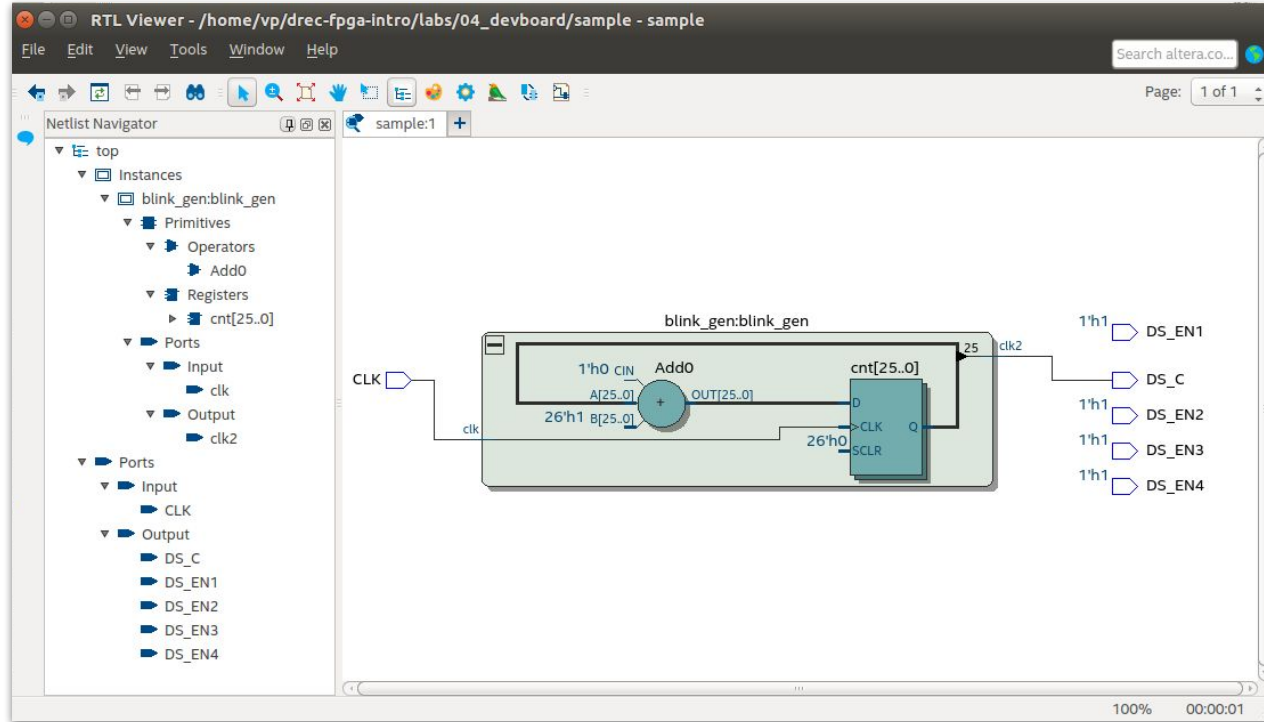 RTL Viewer - /home/vp/drec-fpga-intro/labs/04_devboard/sample - sample
File Edit View Tools Window Help
Search altera.co...
Page: 1 of 1
Netlist Navigator
sample:1
top
Instances
blink_gen:blink_gen
Primitives
Operators
Add0
Registers
cnt[25..0]
Ports
Input
clk
Output
clk2
Ports
Input
CLK
Output
DS_C
DS_EN1
DS_EN2
DS_EN3
DS_EN4
blink_gen:blink_gen
CLK
clk
1'h0 CIN
Add0
A[25..0]
OUT[25..0]
26'h1 B[25..0]
+
cnt[25..0]
D
>CLK
Q
26'h0
SCLR
25
clk2
1'h1
DS_EN1
DS_C
1'h1
DS_EN2
1'h1
DS_EN3
1'h1
DS_EN4
100% 00:00:01